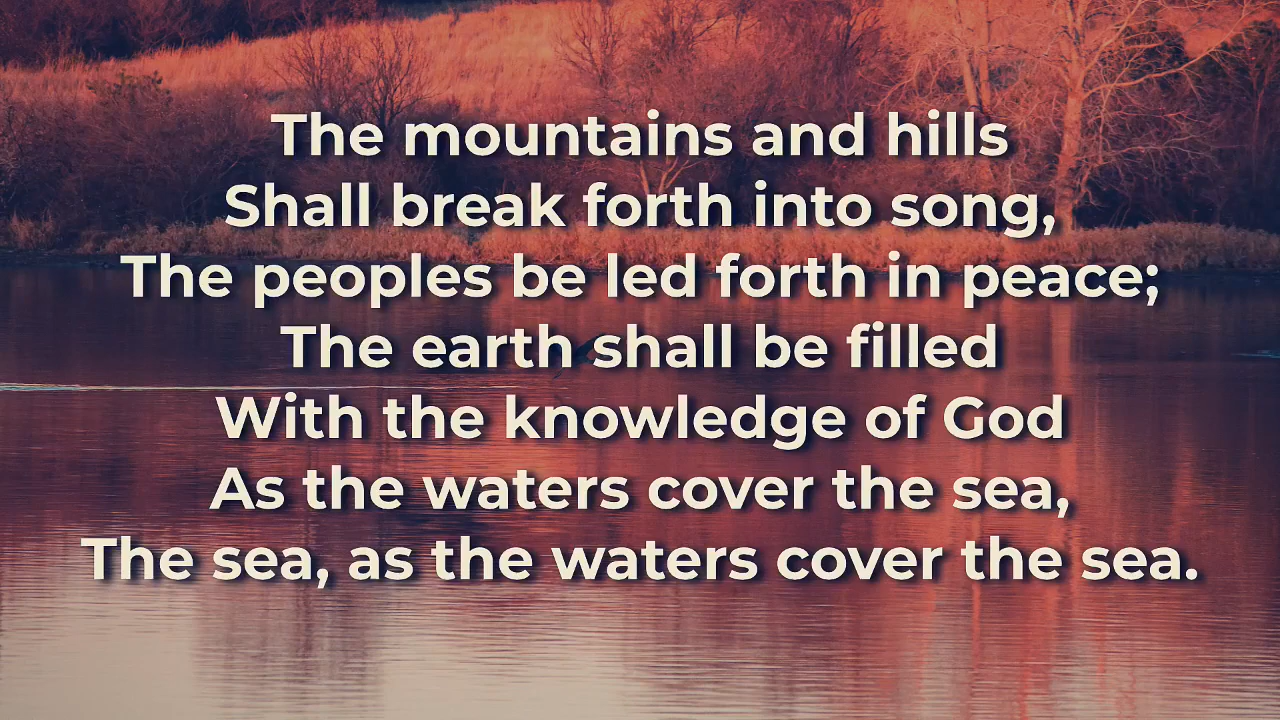 The mountains and hills
Shall break forth into song,
The peoples be led forth in peace;
The earth shall be filled
With the knowledge of God
As the waters cover the sea,
The sea, as the waters cover the sea.